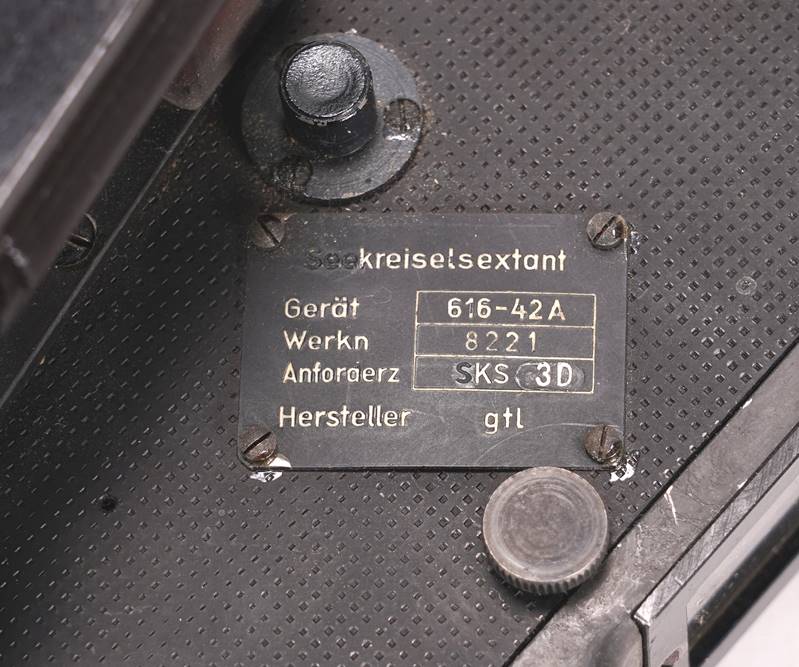 Seekreiselsextant
Gerät 616-42A
Werkn 8221
Anforderz SKS 3D
Hersteller gtl